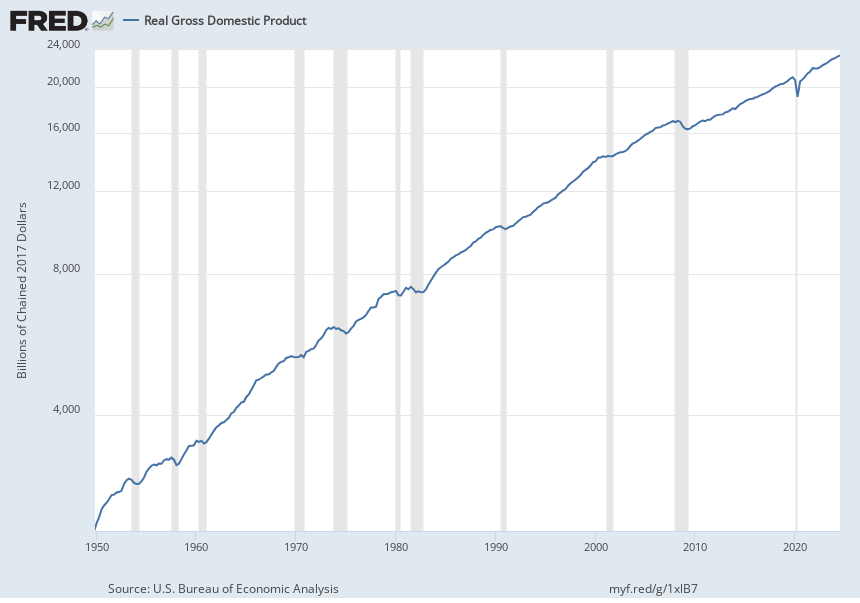 FRED
Real Gross Domestic Product
24,000
20,000
16,000
12,000
8,000
4,000
Billions of Chained 2017 Dollars
1950 1960 1970 1980 1990 2000 2010 2020
Source: U.S. Bureau of Economic Analysis
myf.red/g/1xIB7